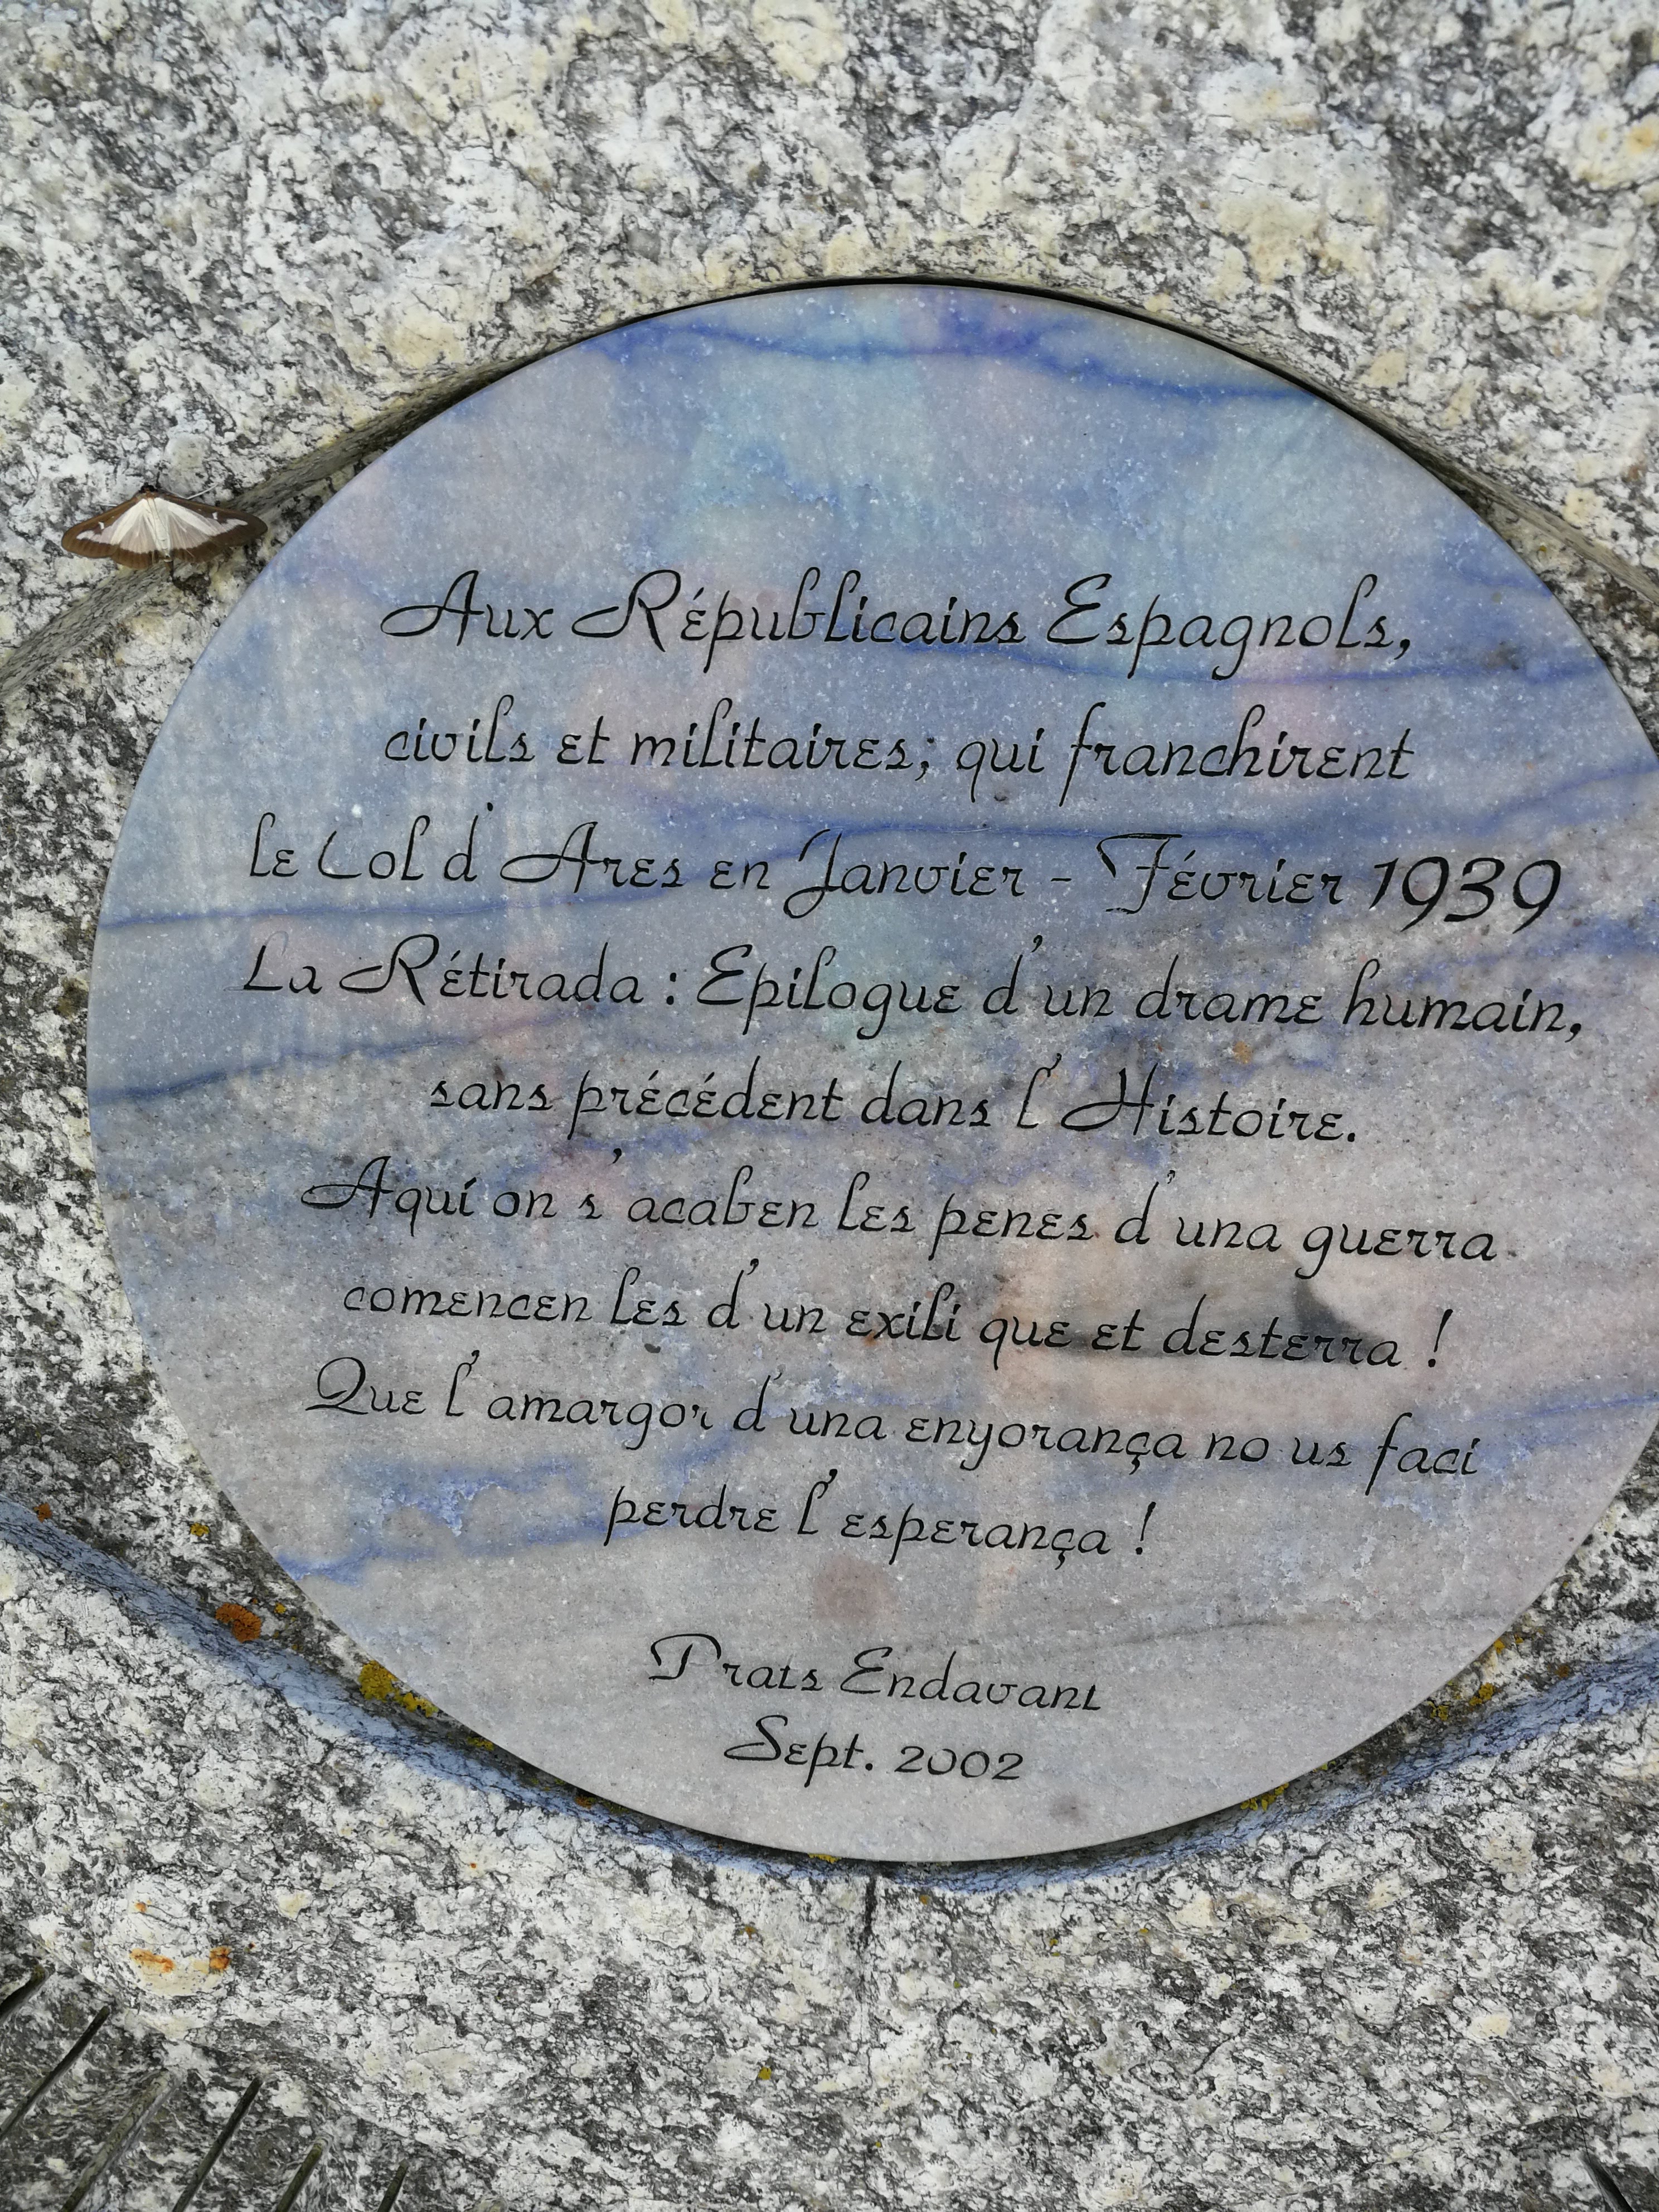 Aux Républicains Espagnols,
civils et militaires; qui franchirent
le Col d'Ares en Janvier - Février 1939
La Rétirada : Epilogue d'un drame humain,
sans précédent dans l'Histoire.
Aquí on s'acaben les penes d'una guerra
comencen les d'un exili que et desterra !
Que l'amargor d'una enyorança no us faci
perdre l'esperança !
Prats Endavant
Sept. 2002